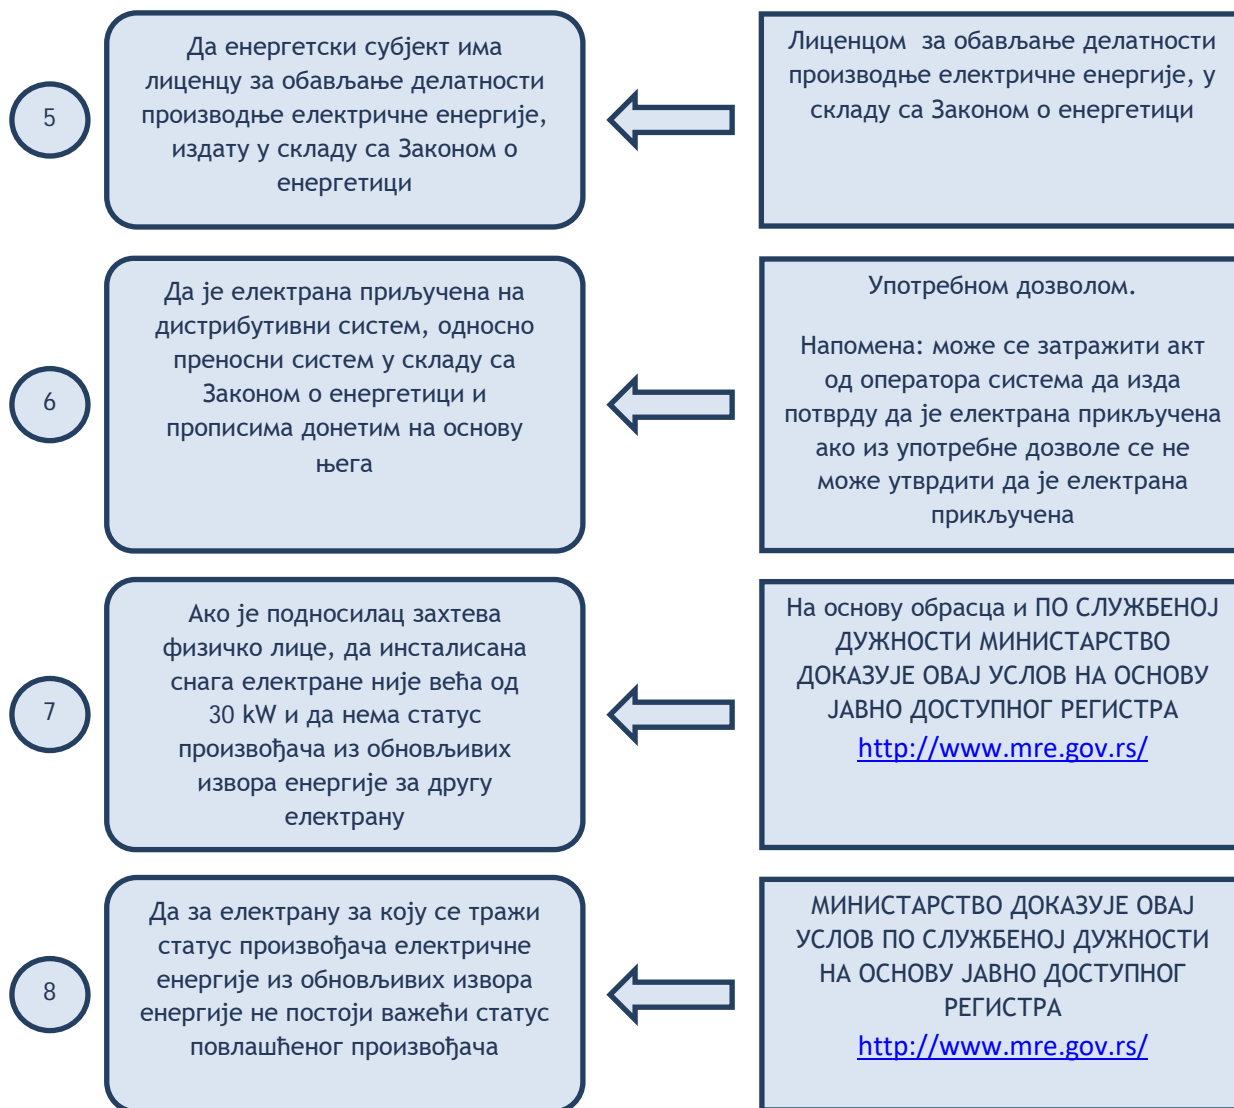 5
Да енергетски субјект има
лиценцу за обављање делатности
производње електричне енергије,
издату у складу са Законом о
енергетици
Лиценцом за обављање делатности
производње електричне енергије, у
складу са Законом о енергетици
6
Да је електрана приључена на
дистрибутивни систем, односно
преносни систем у складу са
Законом о енергетици и
прописима донетим на основу
њега
Употребном дозволом.
Напомена: може се затражити акт
од оператора система да изда
потврду да је електрана прикључена
ако из употребне дозволе се не
може утврдити да је електрана
прикључена
7
Ако је подносилац захтева
физичко лице, да инсталисана
снага електране није већа од
30 kW и да нема статус
произвођача из обновљивих
извора енергије за другу
електрану
На основу обрасца и ПО СЛУЖБЕНОЈ
ДУЖНОСТИ МИНИСТАРСТВО
ДОКАЗУЈЕ ОВАЈ УСЛОВ НА ОСНОВУ
ЈАВНО ДОСТУПНОГ РЕГИСТРА
http://www.mre.gov.rs/
8
Да за електрану за коју се тражи
статус произвођача електричне
енергије из обновљивих извора
енергије не постоји важећи статус
повлашћеног произвођача
МИНИСТАРСТВО ДОКАЗУЈЕ ОВАЈ
УСЛОВ ПО СЛУЖБЕНОЈ ДУЖНОСТИ
НА ОСНОВУ ЈАВНО ДОСТУПНОГ
РЕГИСТРА
http://www.mre.gov.rs/